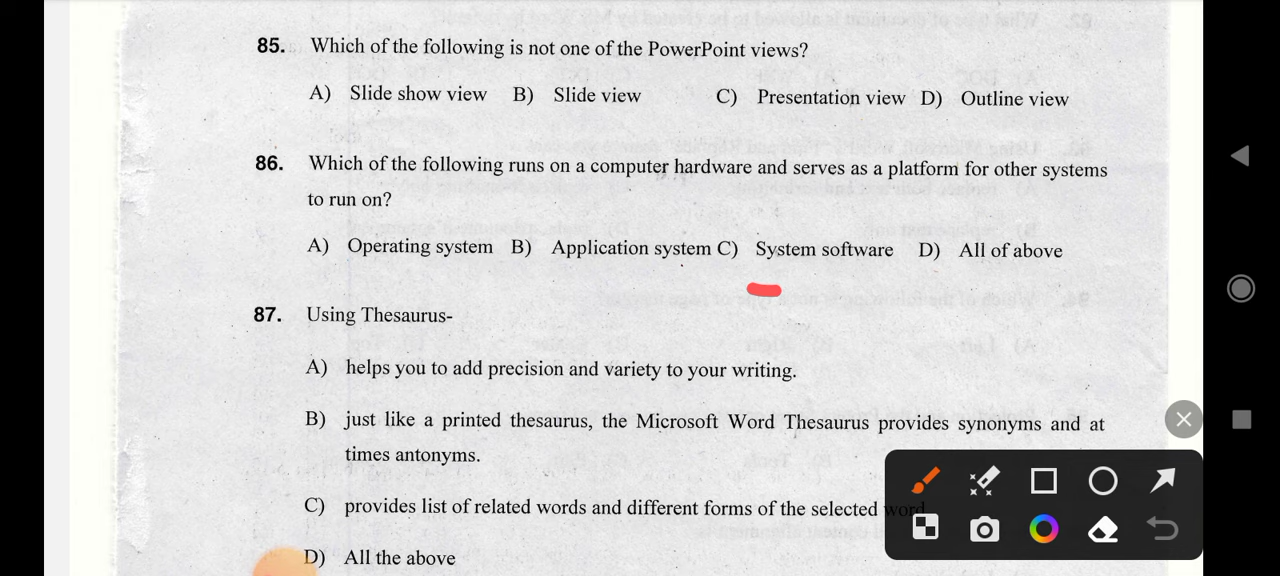 85. Which of the following is not one of the PowerPoint views?
A) Slide show view B) Slide view C) Presentation view D) Outline view
86. Which of the following runs on a computer hardware and serves as a platform for other systems
to run on?
A) Operating system B) Application system C) System software D) All of above
87. Using Thesaurus-
A) helps you to add precision and variety to your writing.
B) just like a printed thesaurus, the Microsoft Word Thesaurus provides synonyms and at
times antonyms.
C) provides list of related words and different forms of the selected word
D) All the above